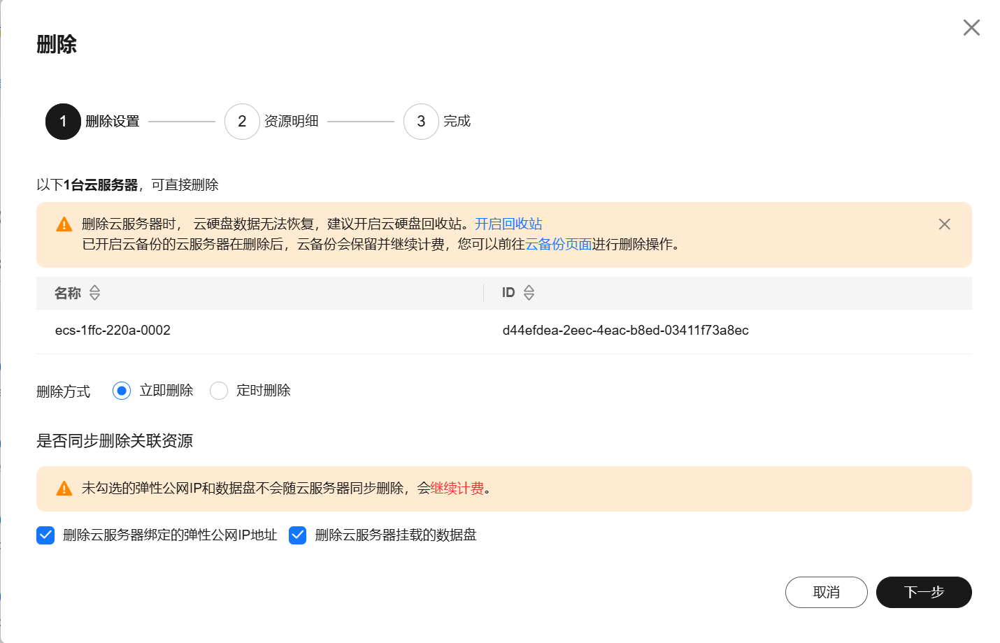 删除
1 删除设置 2 资源明细 3 完成
以下1台云服务器，可直接删除
删除云服务器时， 云硬盘数据无法恢复，建议开启云硬盘回收站。开启回收站
已开启云备份的云服务器在删除后，云备份会保留并继续计费，您可以前往云备份页面进行删除操作。
名称 ID
ecs-1ffc-220a-0002 d44efdea-2eec-4eac-b8ed-03411f73a8ec
删除方式 立即删除 定时删除
是否同步删除关联资源
未勾选的弹性公网IP和数据盘不会随云服务器同步删除，会继续计费。
删除云服务器绑定的弹性公网IP地址 删除云服务器挂载的数据盘
取消 下一步